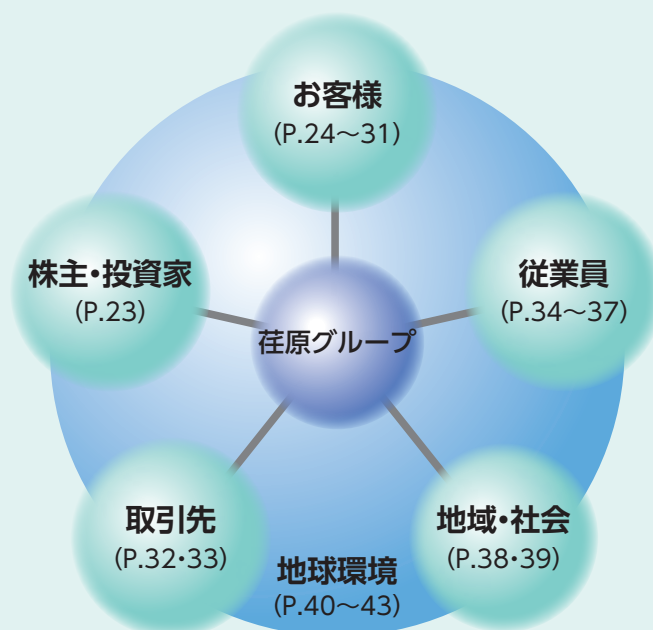 お客様
(P.24～31)
株主・投資家
(P.23)
従業員
(P.34～37)
荏原グループ
取引先
(P.32・33)
地域・社会
(P.38・39)
地球環境
(P.40～43)